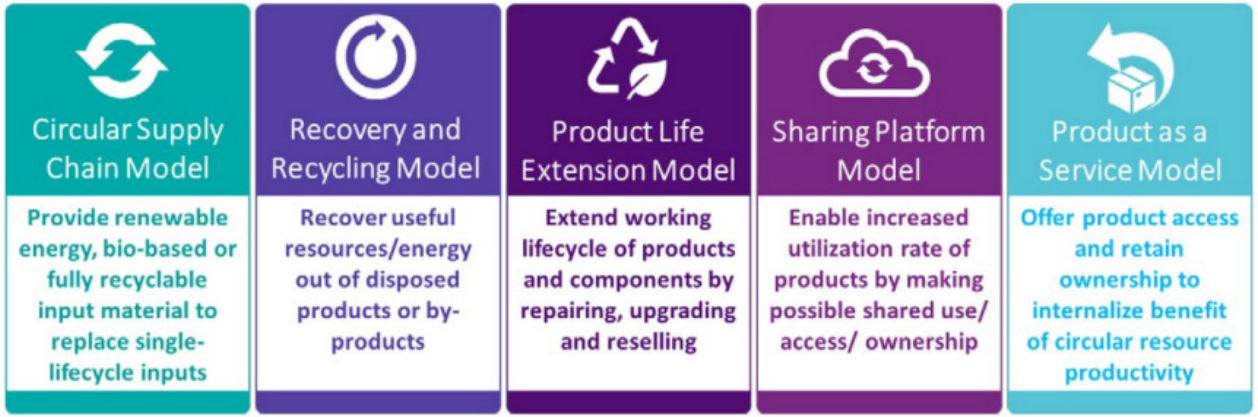 Circular Supply
Chain Model
Provide renewable
energy, bio-based or
fully recyclable
input material to
replace single-
lifecycle inputs
Recovery and
Recycling Model
Recover useful
resources/energy
out of disposed
products or by-
products
Product Life
Extension Model
Extend working
lifecycle of products
and components by
repairing, upgrading
and reselling
Sharing Platform
Model
Enable increased
utilization rate of
products by making
possible shared use/
access/ ownership
Product as a
Service Model
Offer product access
and retain
ownership to
internalize benefit
of circular resource
productivity